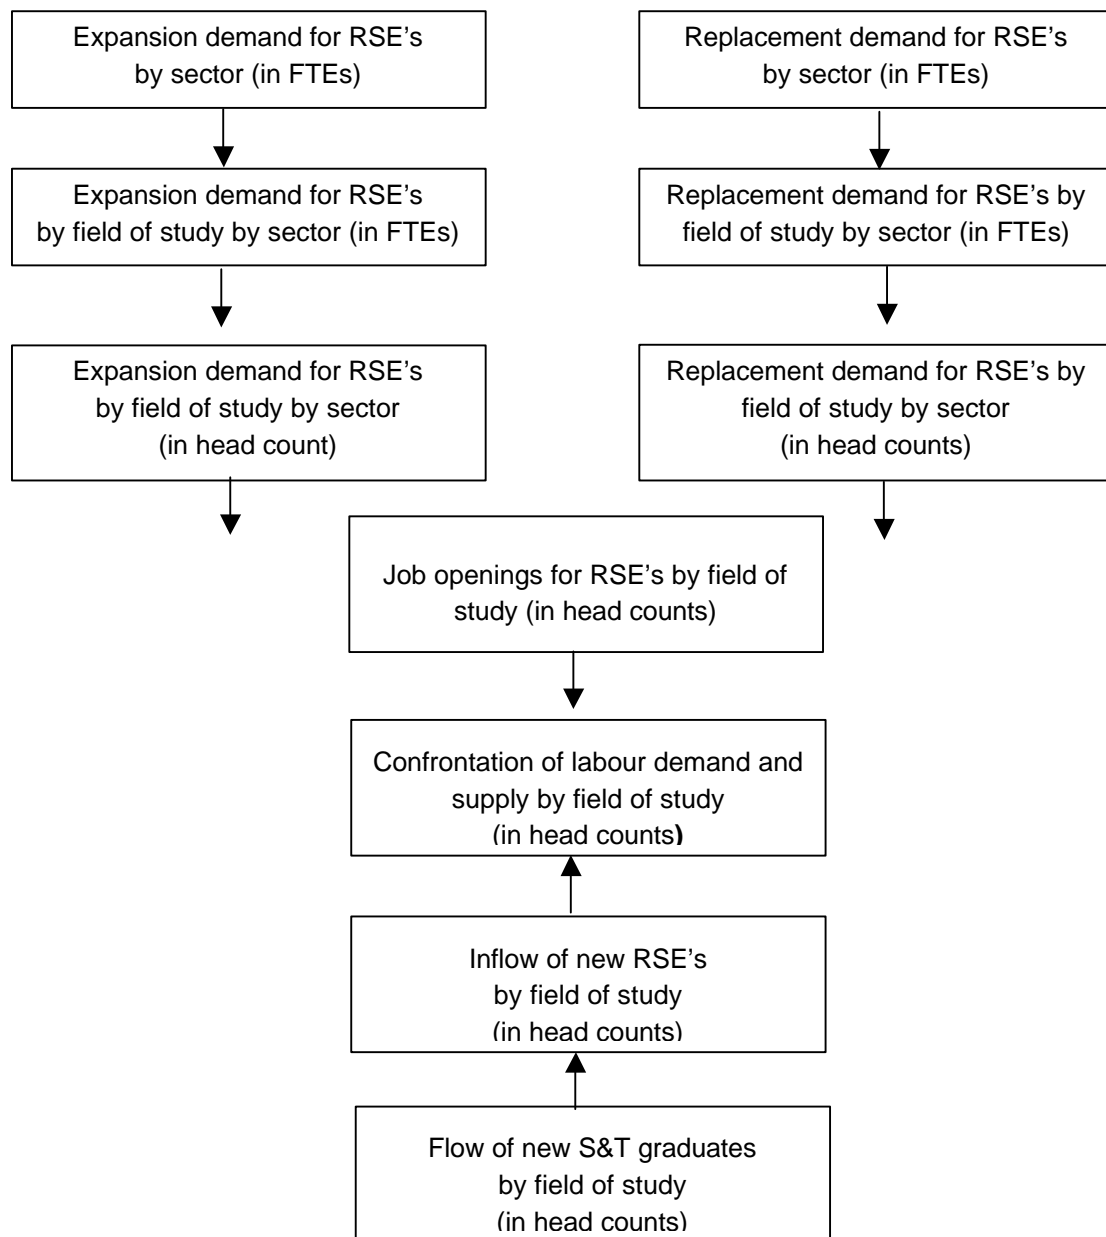 Expansion demand for RSE’s
by sector (in FTEs)
Replacement demand for RSE’s
by sector (in FTEs)
Expansion demand for RSE’s
by field of study by sector (in FTEs)
Replacement demand for RSE’s by
field of study by sector (in FTEs)
Expansion demand for RSE’s
by field of study by sector
(in head count)
Replacement demand for RSE’s by
field of study by sector
(in head counts)
Job openings for RSE’s by field of
study (in head counts)
Confrontation of labour demand and
supply by field of study
(in head counts)
Inflow of new RSE’s
by field of study
(in head counts)
Flow of new S&T graduates
by field of study
(in head counts)